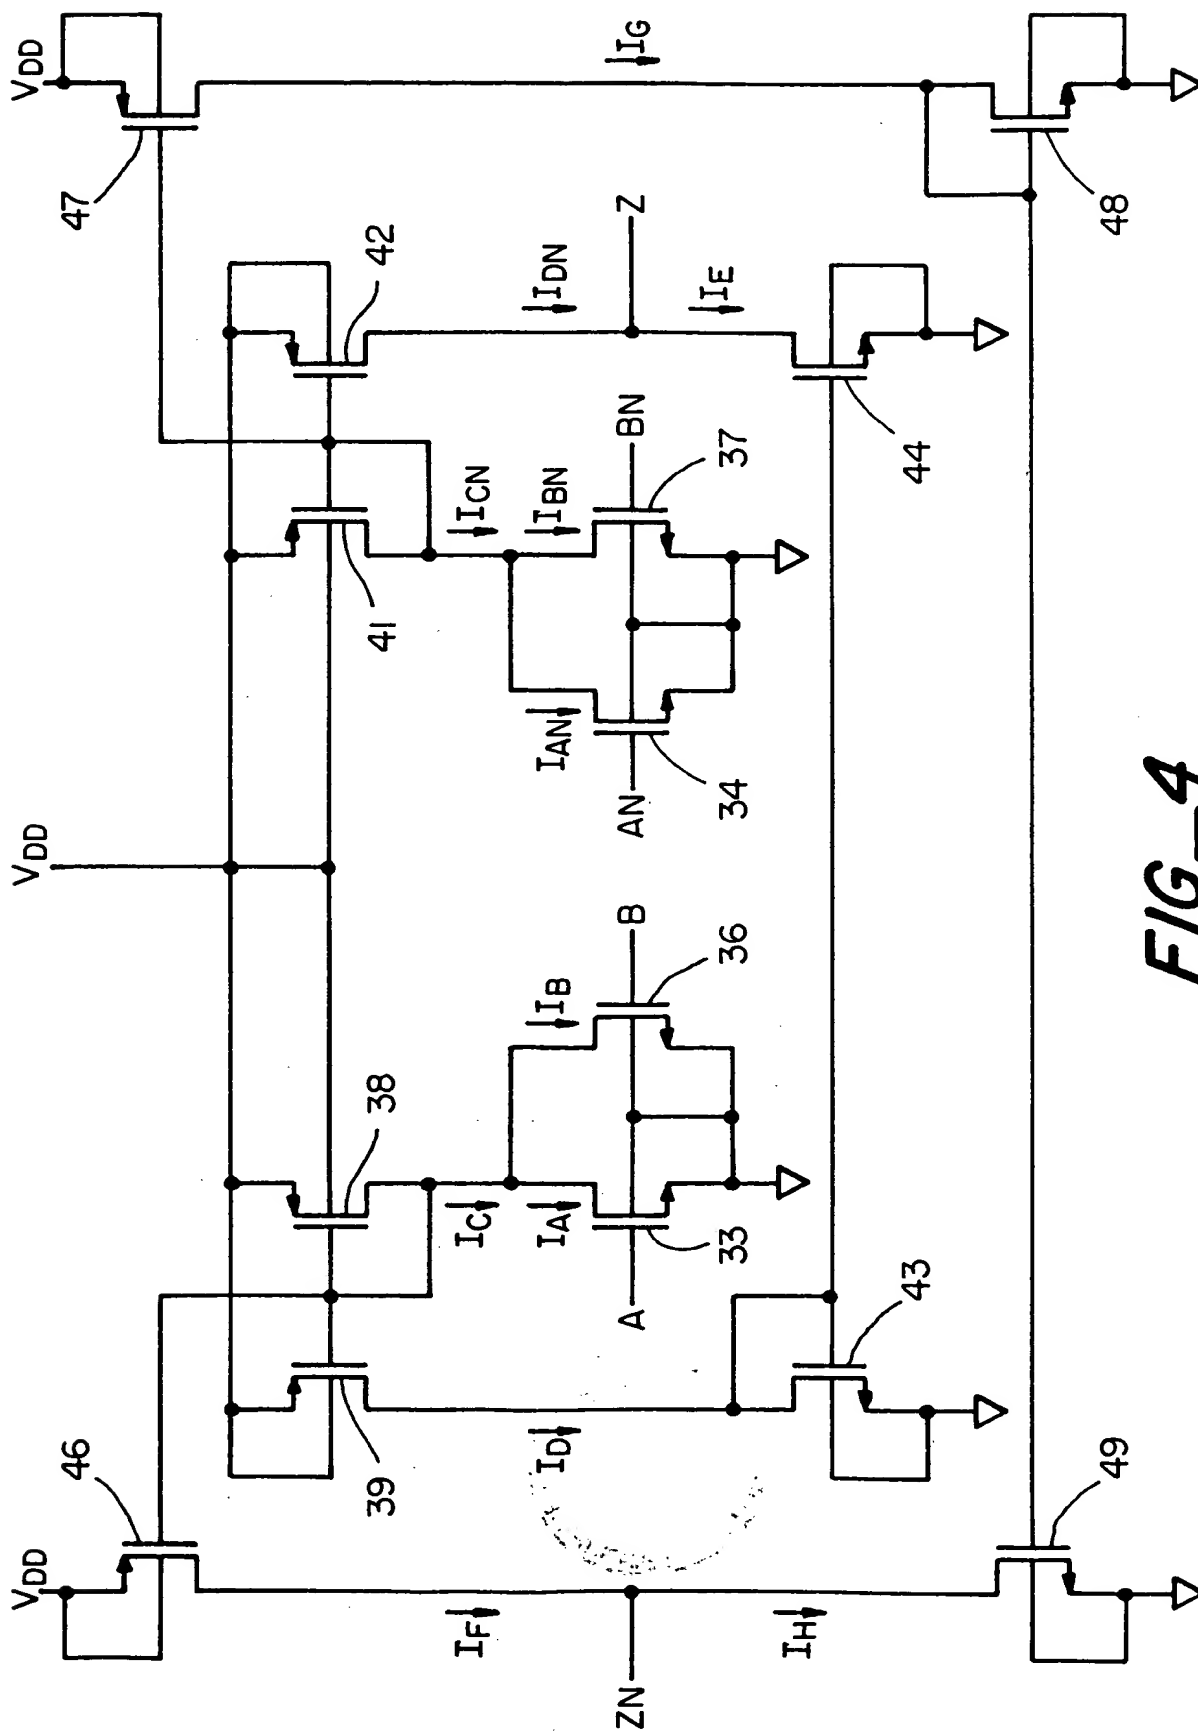 VDD
VDD
VDD
46
47
39
38
41
42
IF
ID
IC
IA
IB
IAN
ICN
IBN
IDN
IG
ZN
A
B
AN
BN
Z
33
36
34
37
IH
IE
43
44
49
48
FIG_4